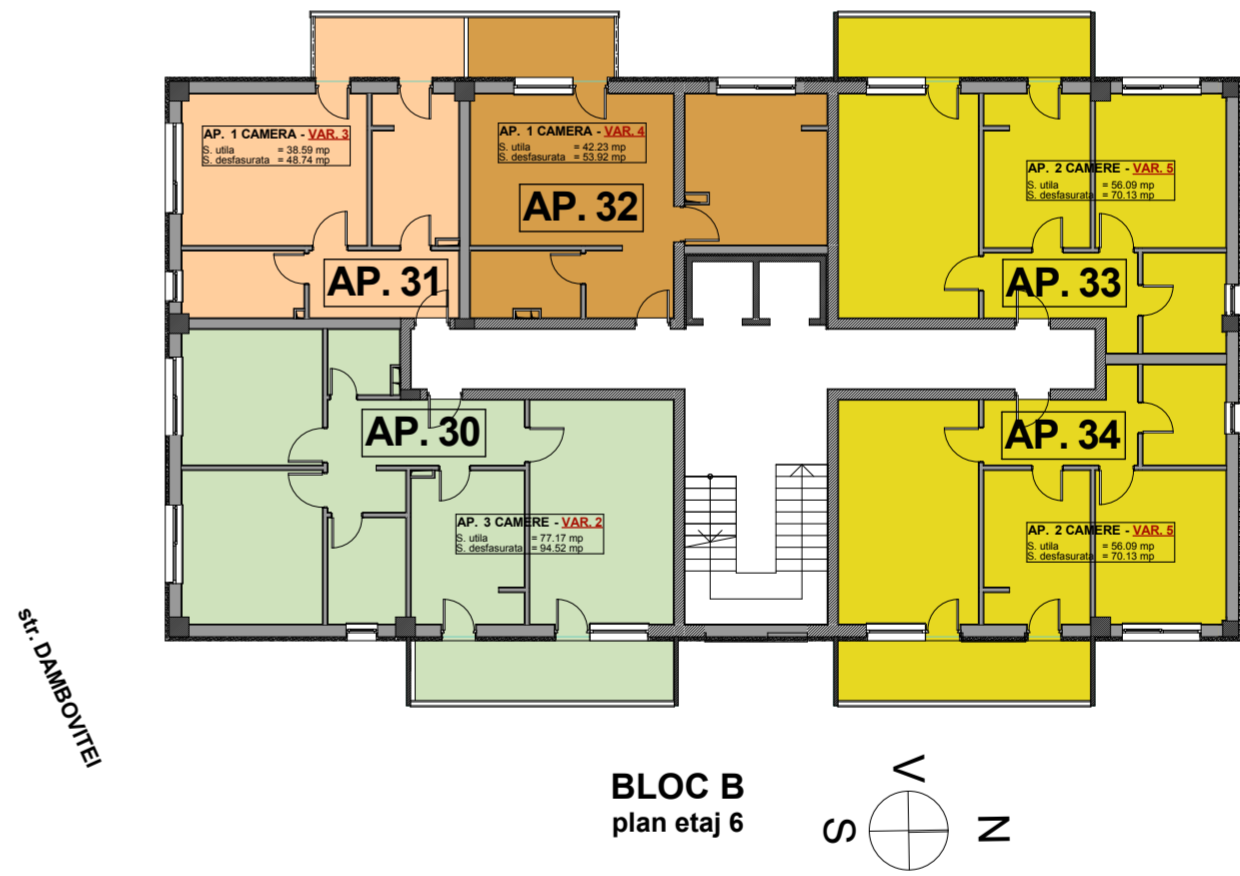 AP. 1 CAMERA - VAR. 3
S. utila = 38.59 mp
S. desfasurata = 48.74 mp
AP. 31
AP. 1 CAMERA - VAR. 4
S. utila = 42.23 mp
S. desfasurata = 53.92 mp
AP. 32
AP. 2 CAMERE - VAR. 5
S. utila = 56.09 mp
S. desfasurata = 70.13 mp
AP. 33
AP. 30
AP. 3 CAMERE - VAR. 2
S. utila = 77.17 mp
S. desfasurata = 94.52 mp
AP. 34
AP. 2 CAMERE - VAR. 5
S. utila = 56.09 mp
S. desfasurata = 70.13 mp
str. DAMBOVITEI
BLOC B
plan etaj 6
V
S
N